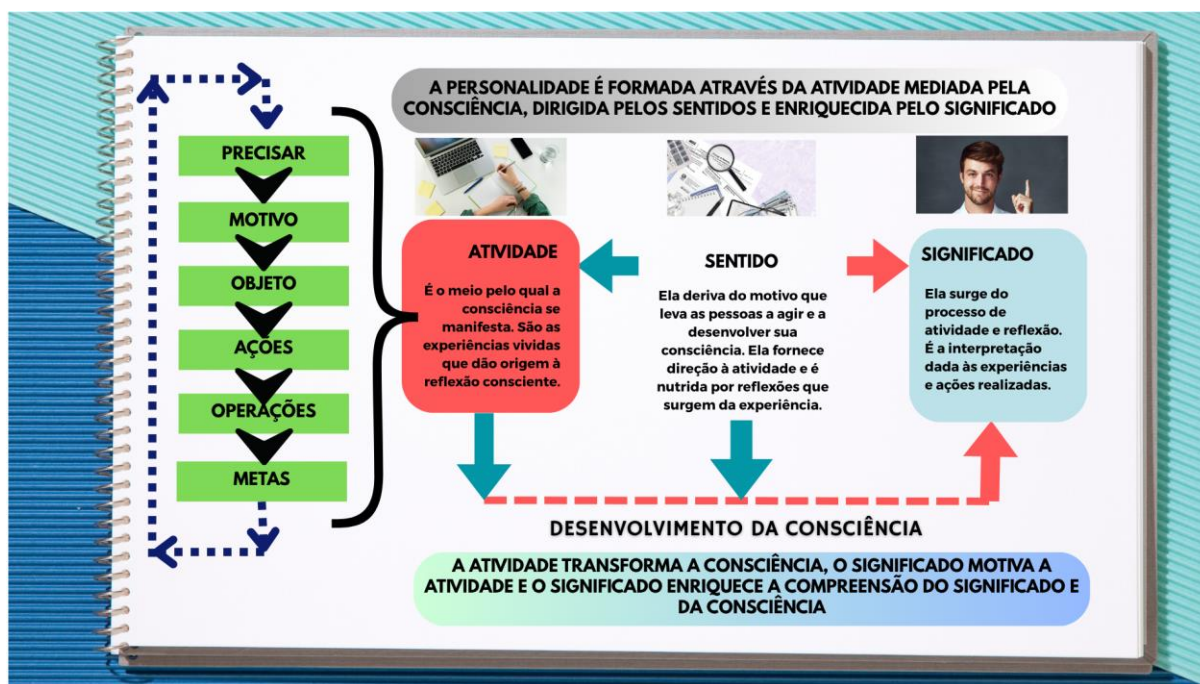 A PERSONALIDADE É FORMADA ATRAVÉS DA ATIVIDADE MEDIADA PELA
CONSCIÊNCIA, DIRIGIDA PELOS SENTIDOS E ENRIQUECIDA PELO SIGNIFICADO
PRECISAR
MOTIVO
OBJETO
AÇÕES
OPERAÇÕES
METAS
ATIVIDADE
É o meio pelo qual a
consciência se
manifesta. São as
experiências vividas
que dão origem à
reflexão consciente.
SENTIDO
Ela deriva do motivo que
leva as pessoas a agir e a
desenvolver sua
consciência. Ela fornece
direção à atividade e é
nutrida por reflexões que
surgem da experiência.
SIGNIFICADO
Ela surge do
processo de
atividade e reflexão.
É a interpretação
dada às experiências
e ações realizadas.
DESENVOLVIMENTO DA CONSCIÊNCIA
A ATIVIDADE TRANSFORMA A CONSCIÊNCIA, O SIGNIFICADO MOTIVA A
ATIVIDADE E O SIGNIFICADO ENRIQUECE A COMPREENSÃO DO SIGNIFICADO E
DA CONSCIÊNCIA